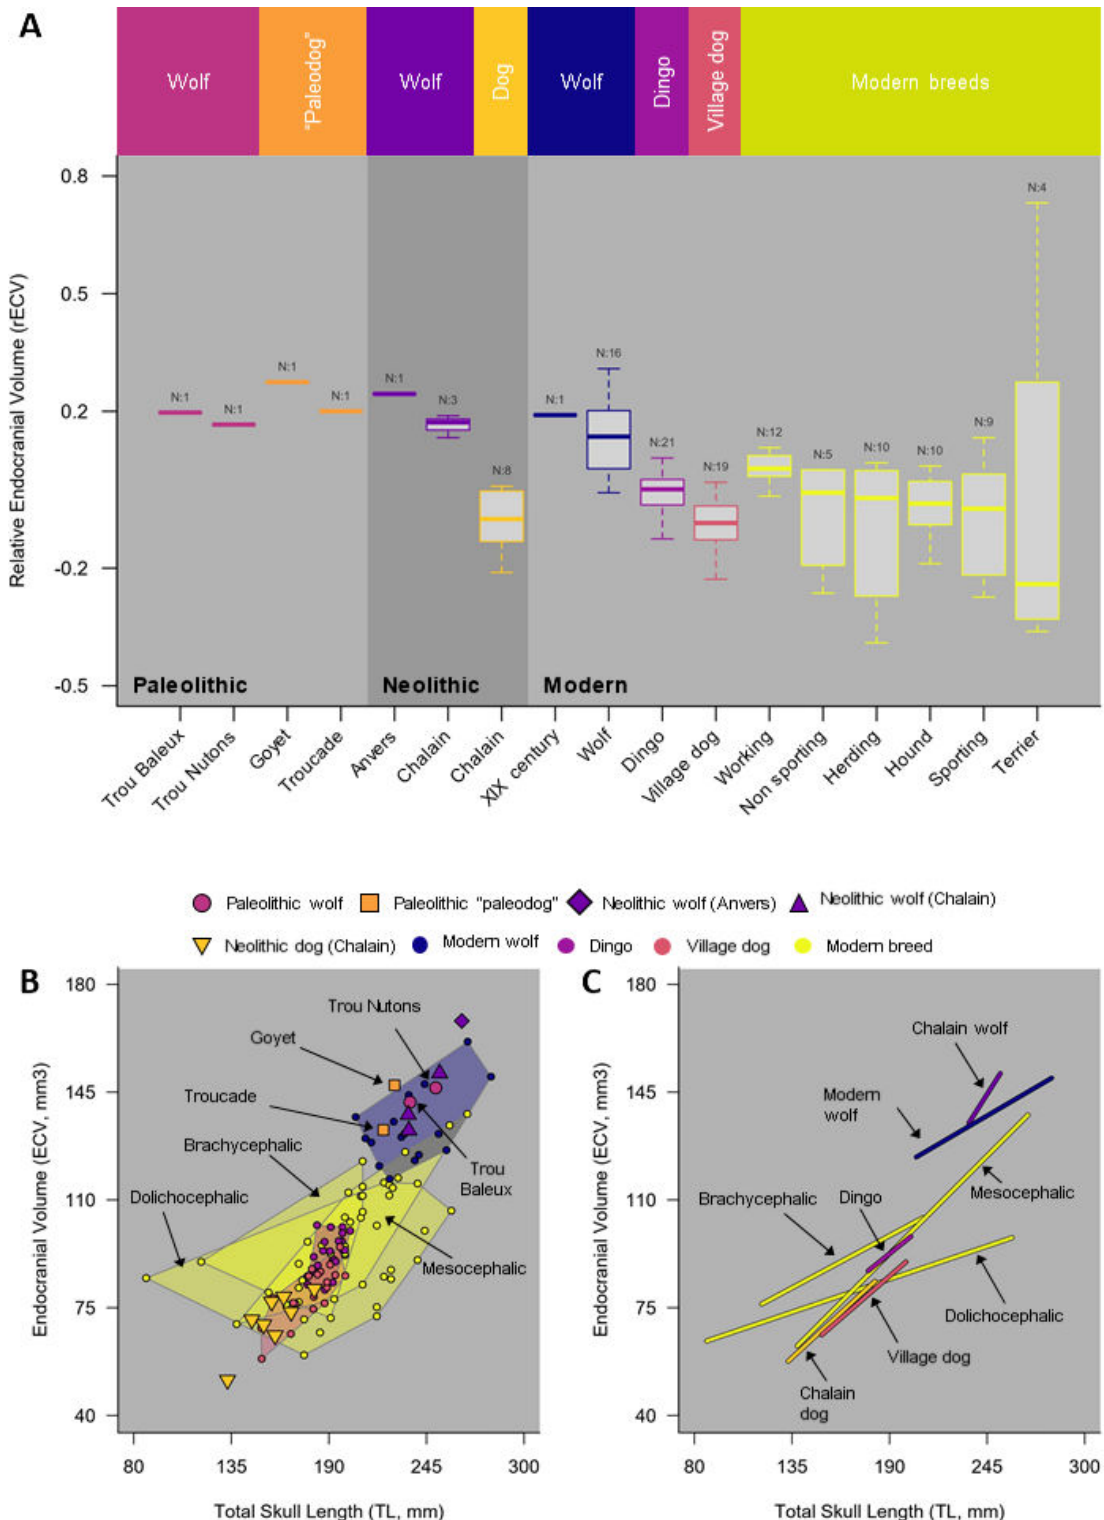 A
Wolf
"Paleodog"
Wolf
Dog
Wolf
Dingo
Village dog
Modern breeds
Relative Endocranial Volume (rECV)
0.8
0.5
0.2
-0.2
-0.5
N:1
N:1
N:1
N:1
N:1
N:3
N:8
N:1
N:16
N:21
N:19
N:12
N:5
N:10
N:10
N:9
N:4
Paleolithic
Neolithic
Modern
Trou Baleux
Trou Nutons
Goyet
Troucade
Anvers
Chalain
Chalain
XIX century
Wolf
Dingo
Village dog
Working
Non sporting
Herding
Hound
Sporting
Terrier
Paleolithic wolf
Paleolithic "paleodog"
Neolithic wolf (Anvers)
Neolithic wolf (Chalain)
Neolithic dog (Chalain)
Modern wolf
Dingo
Village dog
Modern breed
B
Endocranial Volume (ECV, mm3)
180
145
110
75
40
Trou Nutons
Goyet
Troucade
Brachycephalic
Dolichocephalic
Trou
Baleux
Mesocephalic
80
135
190
245
300
Total Skull Length (TL, mm)
C
Endocranial Volume (ECV, mm3)
180
145
110
75
40
Chalain wolf
Modern
wolf
Brachycephalic
Dingo
Mesocephalic
Dolichocephalic
Village dog
Chalain
dog
80
135
190
245
300
Total Skull Length (TL, mm)